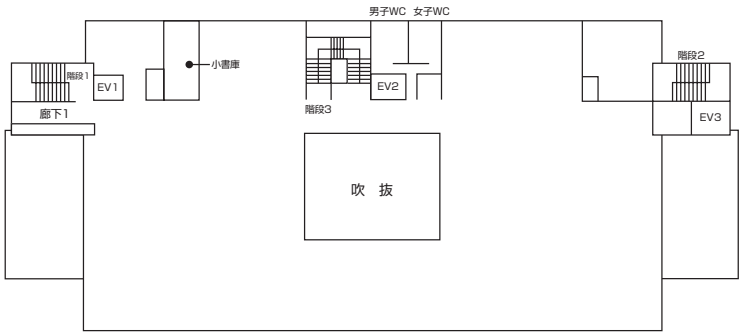 男子WC 女子WC
階段1
EV1
小書庫
階段3
EV2
階段2
EV3
廊下1
吹 抜